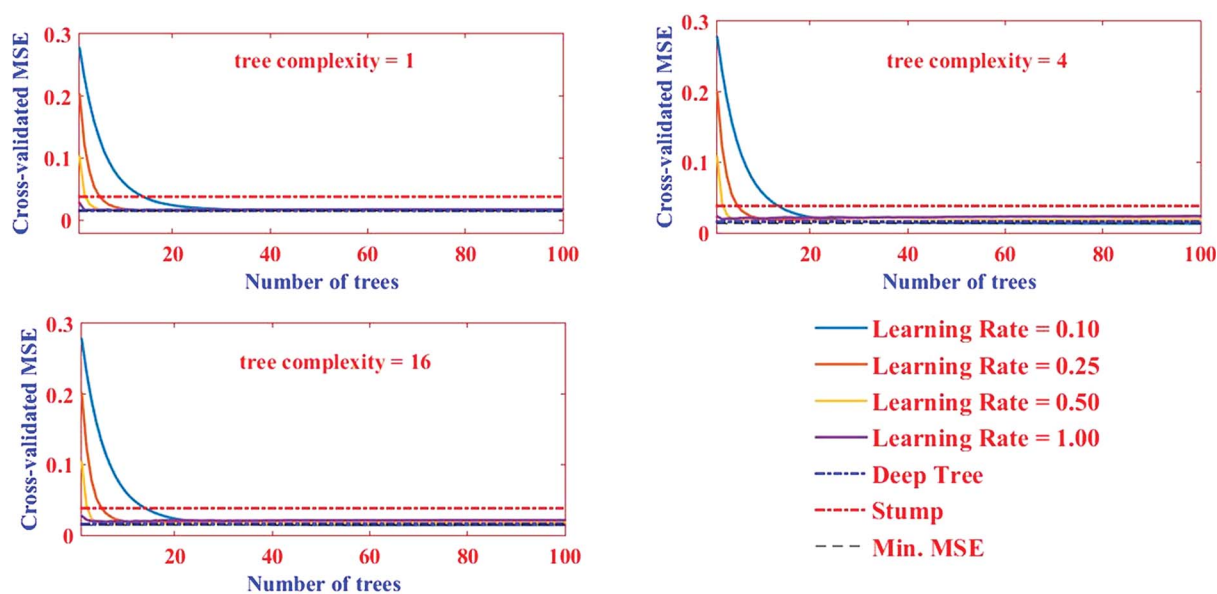 Cross-validated MSE
0.3
0.2
0.1
0
tree complexity = 1
20 40 60 80 100
Number of trees
Cross-validated MSE
0.3
0.2
0.1
0
tree complexity = 4
20 40 60 80 100
Number of trees
Cross-validated MSE
0.3
0.2
0.1
0
tree complexity = 16
20 40 60 80 100
Number of trees
Learning Rate = 0.10
Learning Rate = 0.25
Learning Rate = 0.50
Learning Rate = 1.00
Deep Tree
Stump
Min. MSE